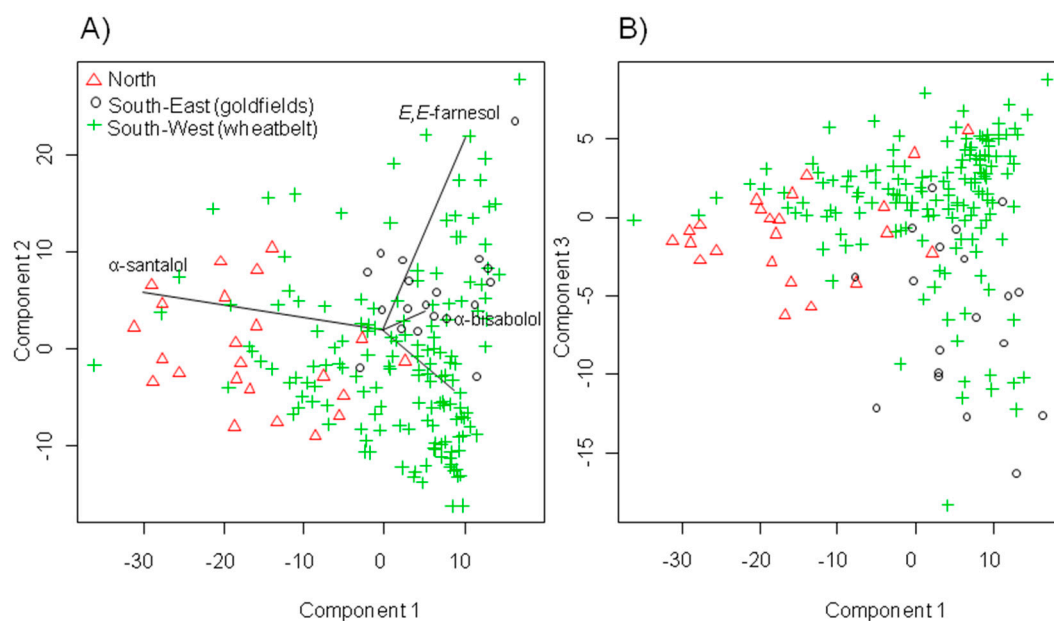 A)
North
South-East (goldfields)
South-West (wheatbelt)
E,E-farnesol
α-santalol
α-bisabolol
20
10
0
-10
Component 2
-30
-20
-10
0
10
Component 1
B)
5
0
-5
-10
-15
Component 3
-30
-20
-10
0
10
Component 1